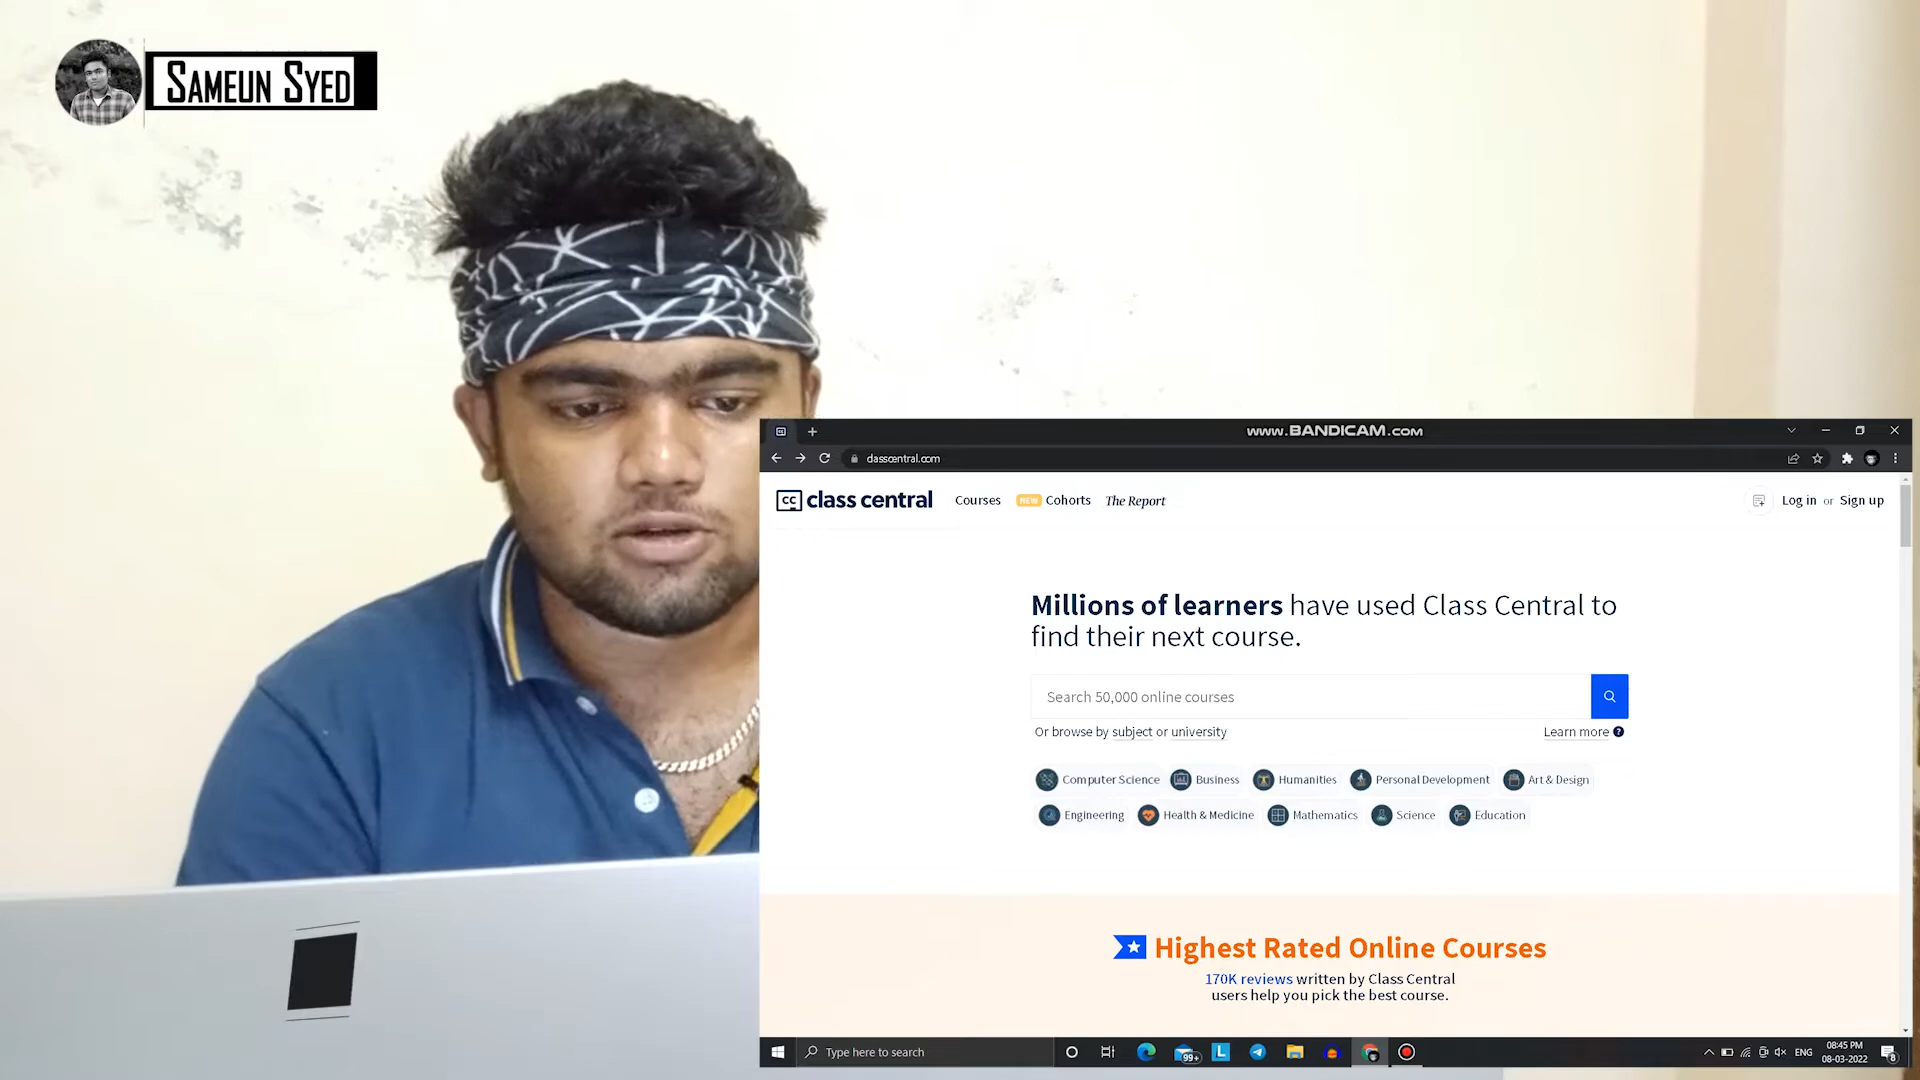 SAMEUN SYED
www.BANDICAM.com
classcentral.com
cc class central
Courses
NEW Cohorts
The Report
Log in or Sign up
Millions of learners have used Class Central to
find their next course.
Search 50,000 online courses
Or browse by subject or university
Learn more ?
Computer Science
Business
Humanities
Personal Development
Art & Design
Engineering
Health & Medicine
Mathematics
Science
Education
Highest Rated Online Courses
170K reviews written by Class Central
users help you pick the best course.
Type here to search
99+
L
ENG
08:45 PM
08-03-2022
8